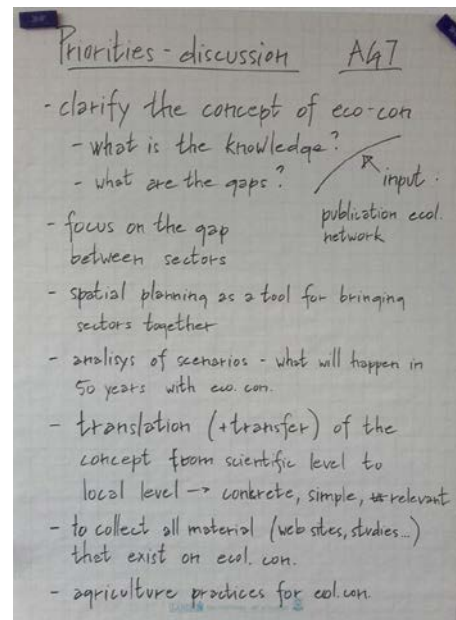 Priorities - discussion AG7
- clarify the concept of eco-con
- what is the knowledge?
- what are the gaps?
input:
publication ecol.
network
- focus on the gap
between sectors
- spatial planning as a tool for bringing
sectors together
- analisys of scenarios - what will happen in
50 years with eco. con.
- translation (+transfer) of the
concept from scientific level to
local level → conkrete, simple, relevant
- to collect all material (web sites, studies...)
that exist on ecol. con.
- agriculture practices for eol.con.